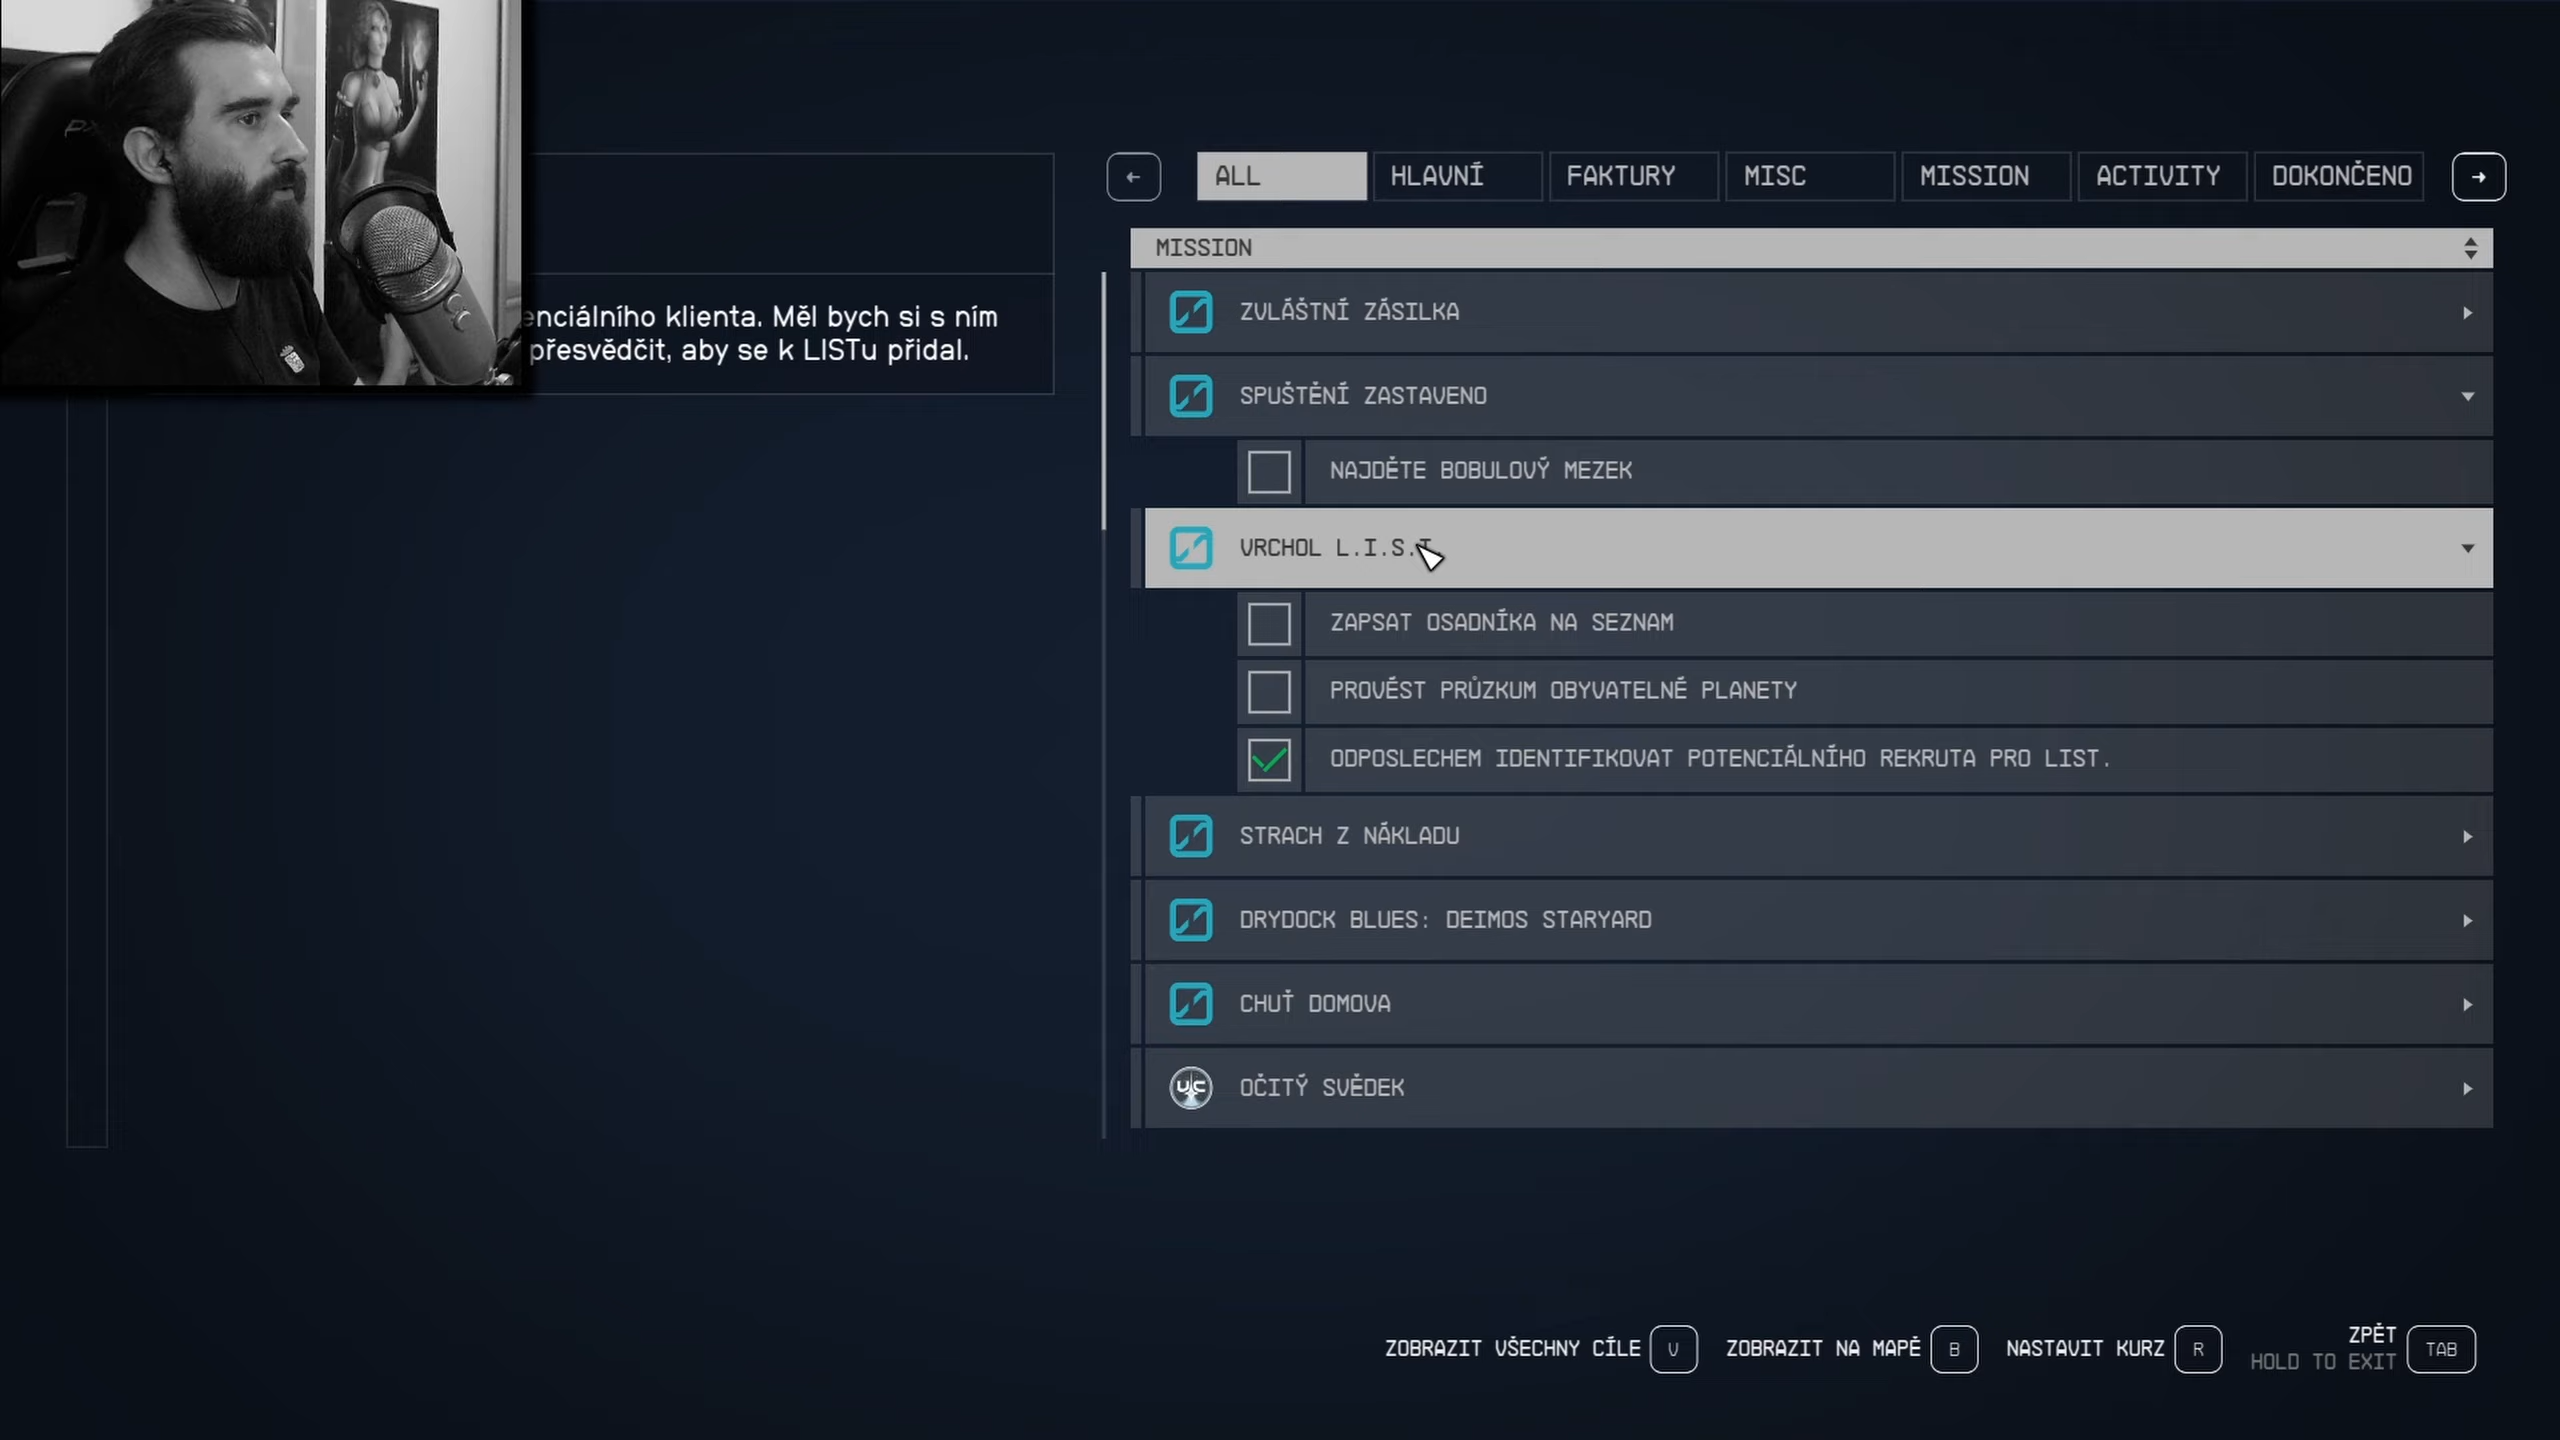 enciálního klienta. Měl bych si s ním
přesvědčit, aby se k LISTu přidal.
ALL
HLAVNÍ
FAKTURY
MISC
MISSION
ACTIVITY
DOKONČENO
MISSION
ZVLÁŠTNÍ ZÁSILKA
SPUŠTĚNÍ ZASTAVENO
NAJDĚTE BOBULOVÝ MEZEK
VRCHOL L.I.S.T.
ZAPSAT OSADNÍKA NA SEZNAM
PROVÉST PRŮZKUM OBYVATELNÉ PLANETY
ODPOSLECHEM IDENTIFIKOVAT POTENCIÁLNÍHO REKRUTA PRO LIST.
STRACH Z NÁKLADU
DRYDOCK BLUES: DEIMOS STARYARD
CHUŤ DOMOVA
UC OČITÝ SVĚDEK
ZOBRAZIT VŠECHNY CÍLE V
ZOBRAZIT NA MAPĚ B
NASTAVIT KURZ R
ZPĚT
HOLD TO EXIT
TAB